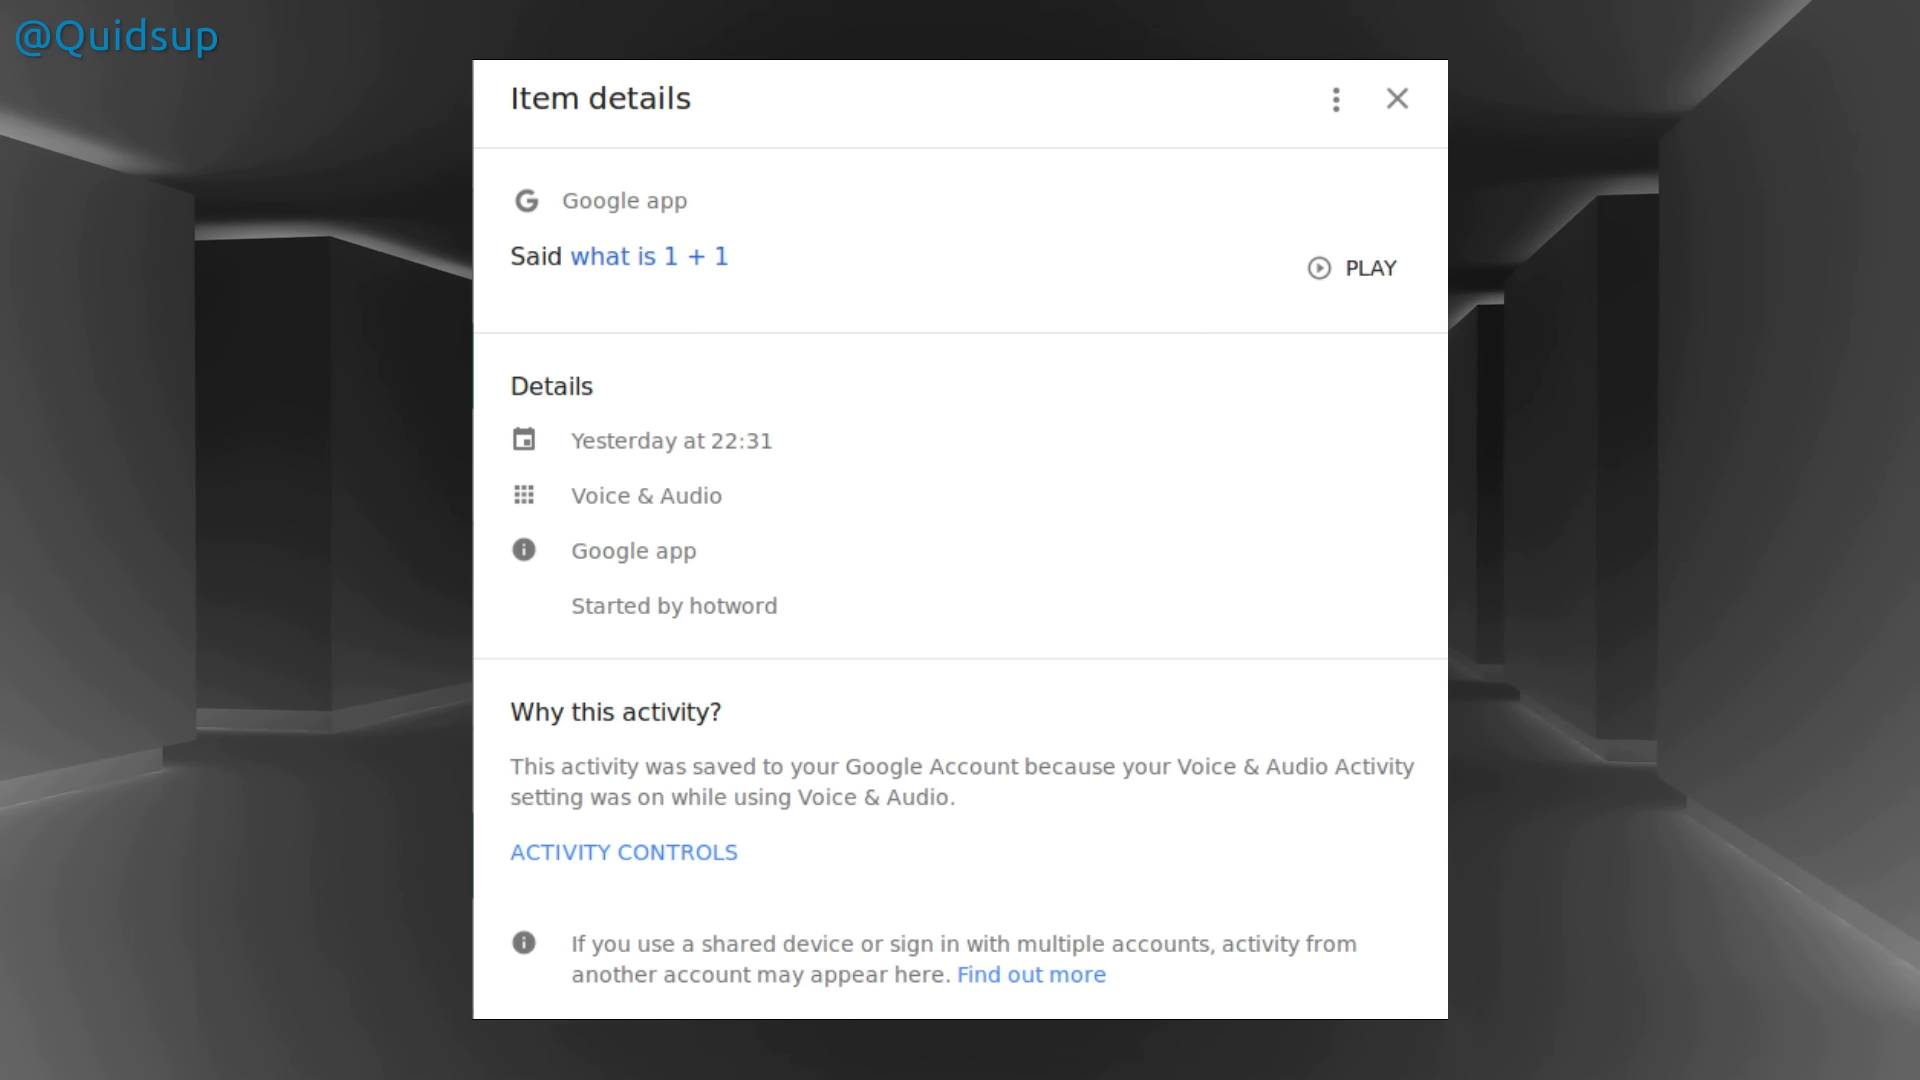 @Quidsup
Item details
Google app
Said what is 1 + 1
PLAY
Details
Yesterday at 22:31
Voice & Audio
Google app
Started by hotword
Why this activity?
This activity was saved to your Google Account because your Voice & Audio Activity
setting was on while using Voice & Audio.
ACTIVITY CONTROLS
If you use a shared device or sign in with multiple accounts, activity from
another account may appear here. Find out more